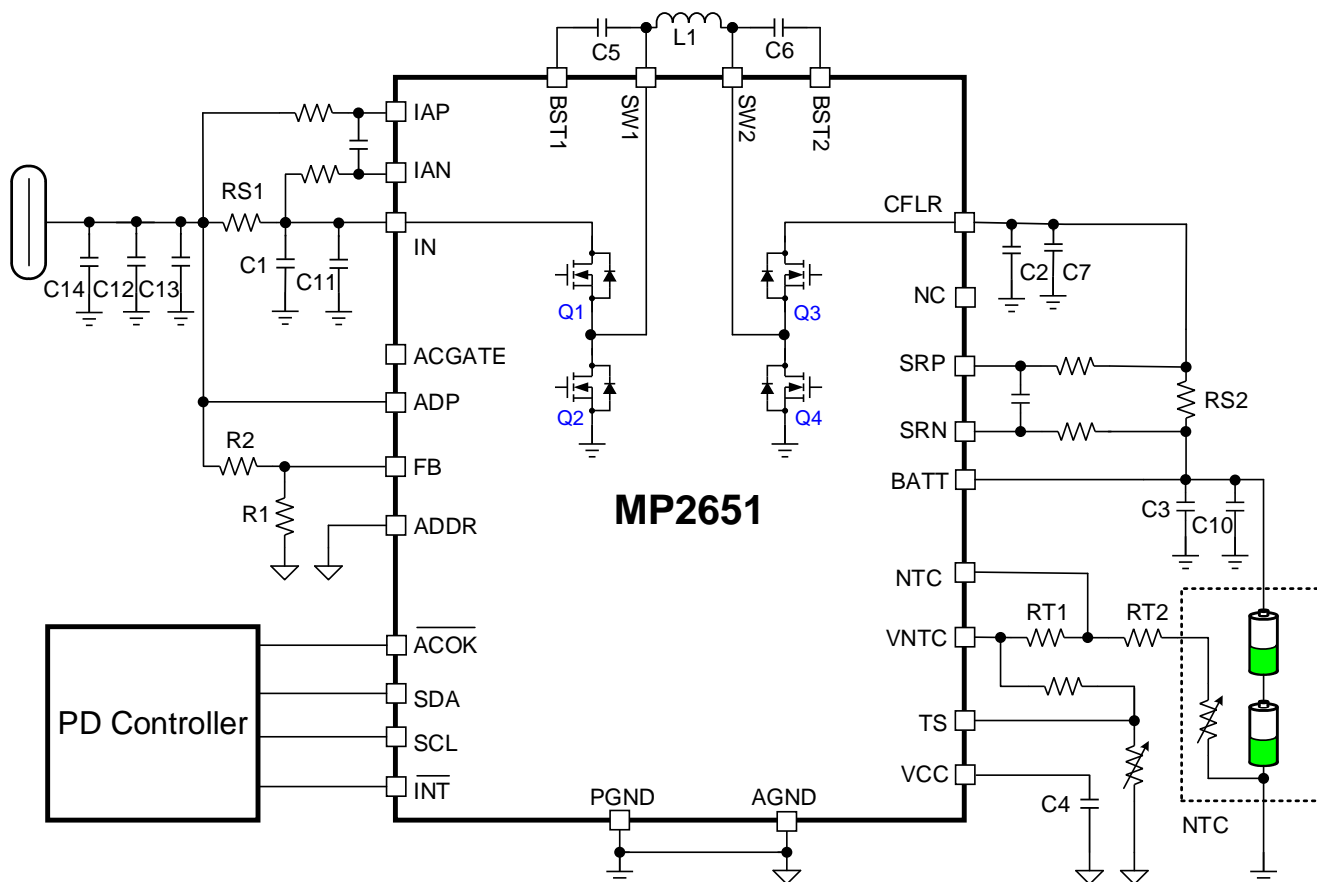 C5
L1
C6
BST1
SW1
SW2
BST2
IAP
IAN
RS1
IN
CFLR
C14
C12
C13
C1
C11
C2
C7
NC
Q1
Q3
ACGATE
SRP
ADP
RS2
Q2
Q4
SRN
R2
FB
BATT
MP2651
R1
ADDR
C3
C10
NTC
RT1
RT2
ACOK
VNTC
PD Controller
SDA
SCL
TS
INT
VCC
PGND
AGND
C4
NTC